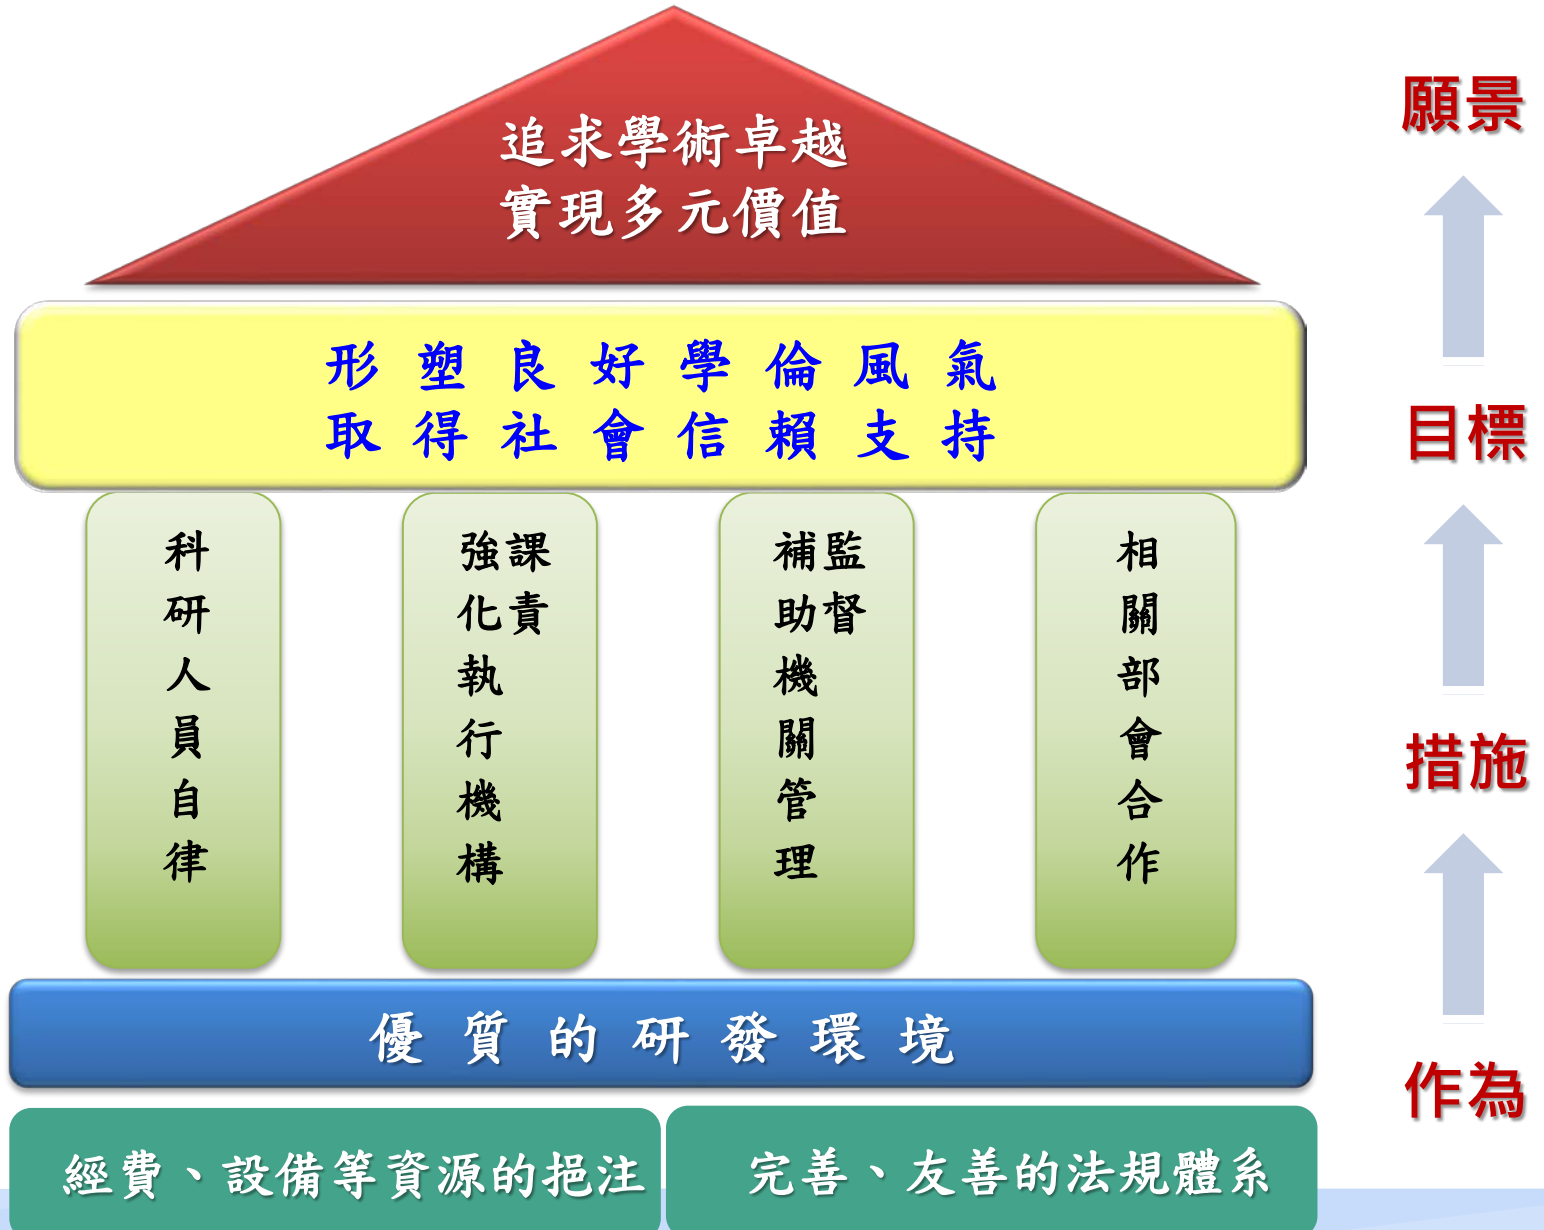 追求學術卓越
實現多元價值
形塑良好學倫風氣
取得社會信賴支持
科研人員自律
強化執行機構
課責
補助機關管理
監督
相關部會合作
優質的研發環境
經費、設備等資源的挹注
完善、友善的法規體系
願景
目標
措施
作為